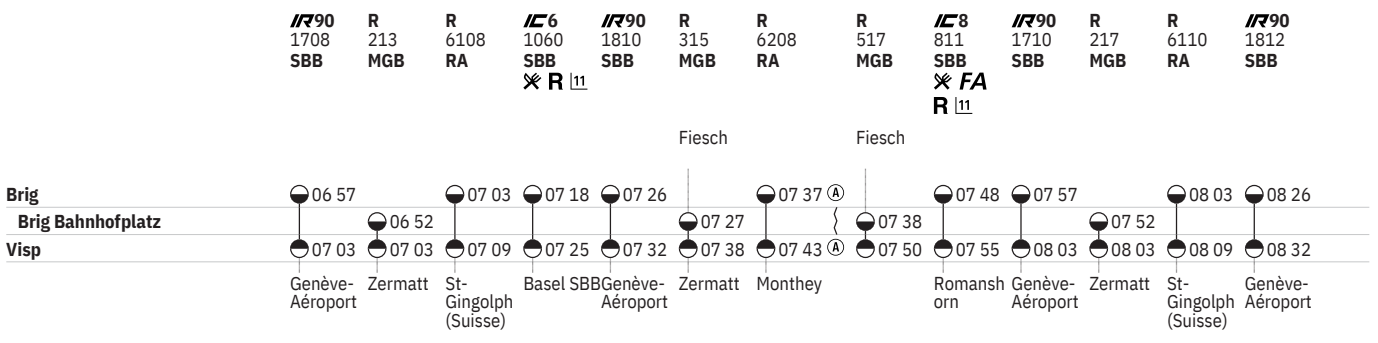 IR90 R R IC6 IR90 R R R IC8 IR90 R R IR90
1708 213 6108 1060 1810 315 6208 517 811 1710 217 6110 1812
SBB MGB RA SBB SBB MGB RA MGB SBB SBB MGB RA SBB
R 11 FA
R 11
Fiesch Fiesch
Brig 06 57 07 03 07 18 07 26 07 37 A 07 48 07 57 08 03 08 26
Brig Bahnhofplatz 06 52 07 27 07 38 07 52
Visp 07 03 07 03 07 09 07 25 07 32 07 38 07 43 A 07 50 07 55 08 03 08 03 08 09 08 32
Genève- Zermatt St- Basel SBB Genève- Zermatt Monthey Romansh Genève- Zermatt St- Genève-
Aéroport Gingolph Aéroport orn Aéroport Gingolph Aéroport
(Suisse) (Suisse)